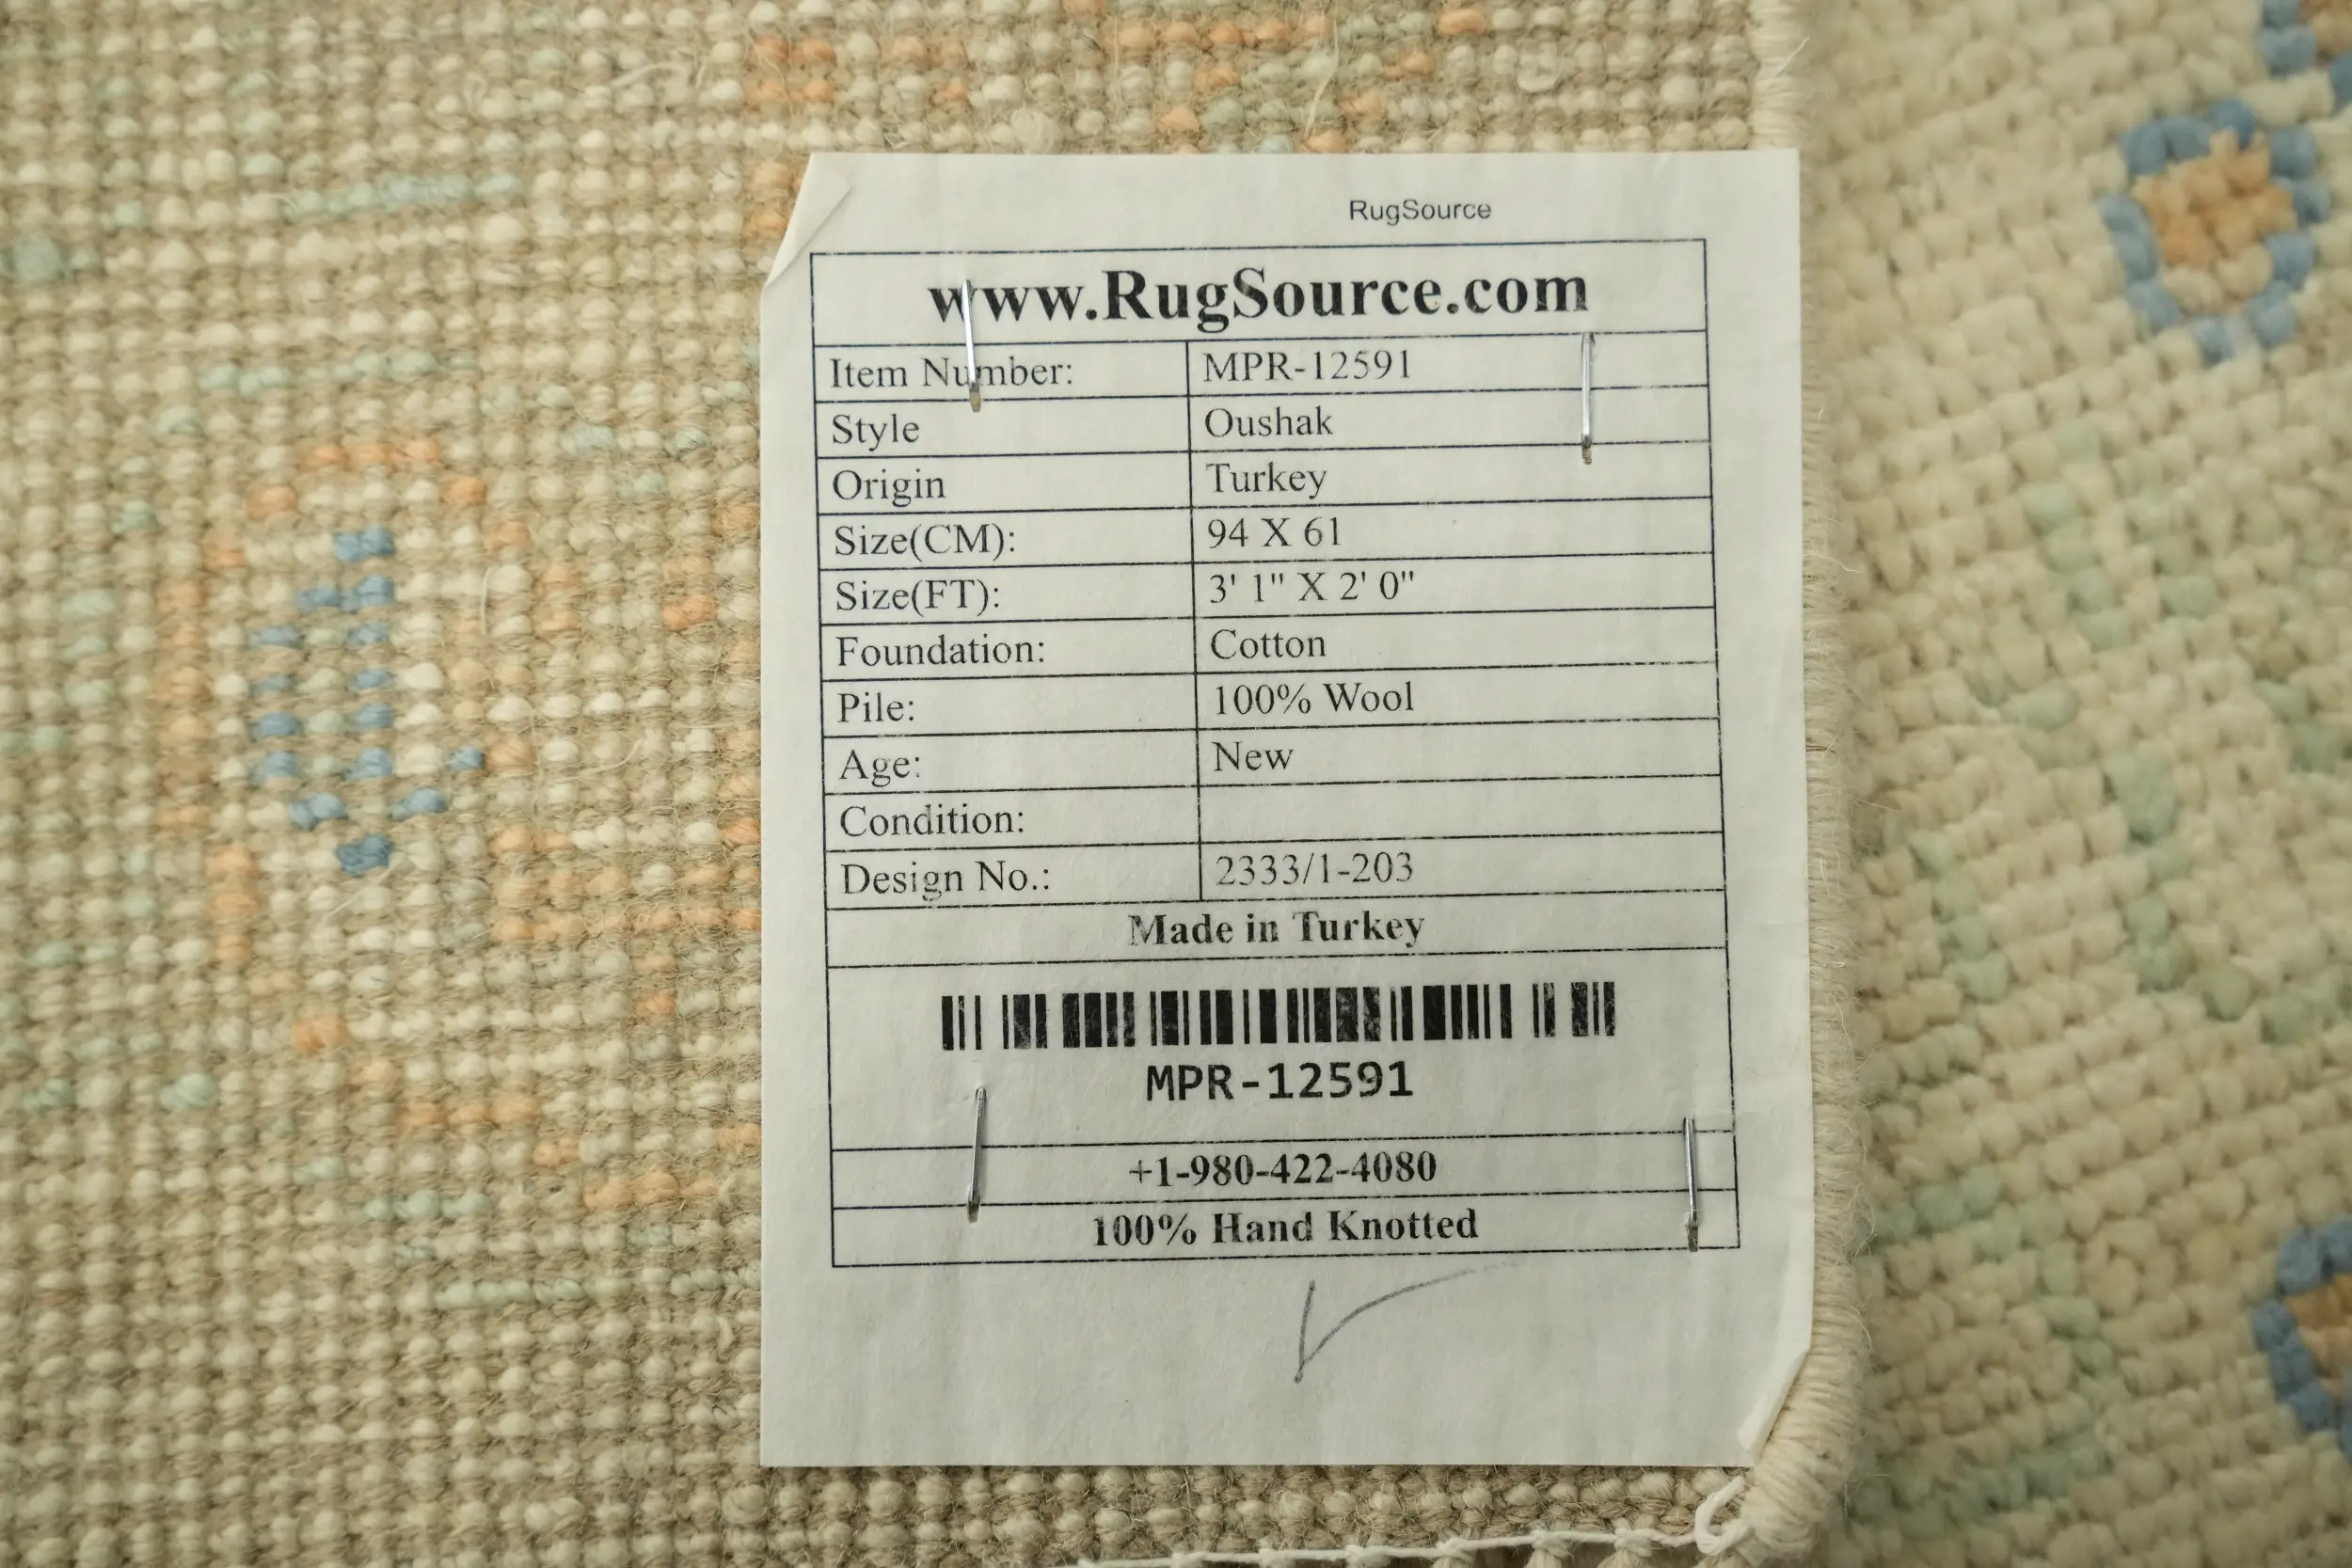 RugSource
www.RugSource.com
Item Number: MPR-12591
Style Oushak
Origin Turkey
Size(CM): 94 X 61
Size(FT): 3' 1" X 2' 0"
Foundation: Cotton
Pile: 100% Wool
Age: New
Condition:
Design No.: 2333/1-203
Made in Turkey
MPR-12591
+1-980-422-4080
100% Hand Knotted